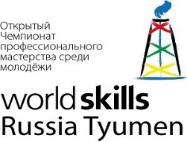 Открытый
Чемпионат
профессионального
мастерства среди
молодёжи
worldskills
Russia Tyumen